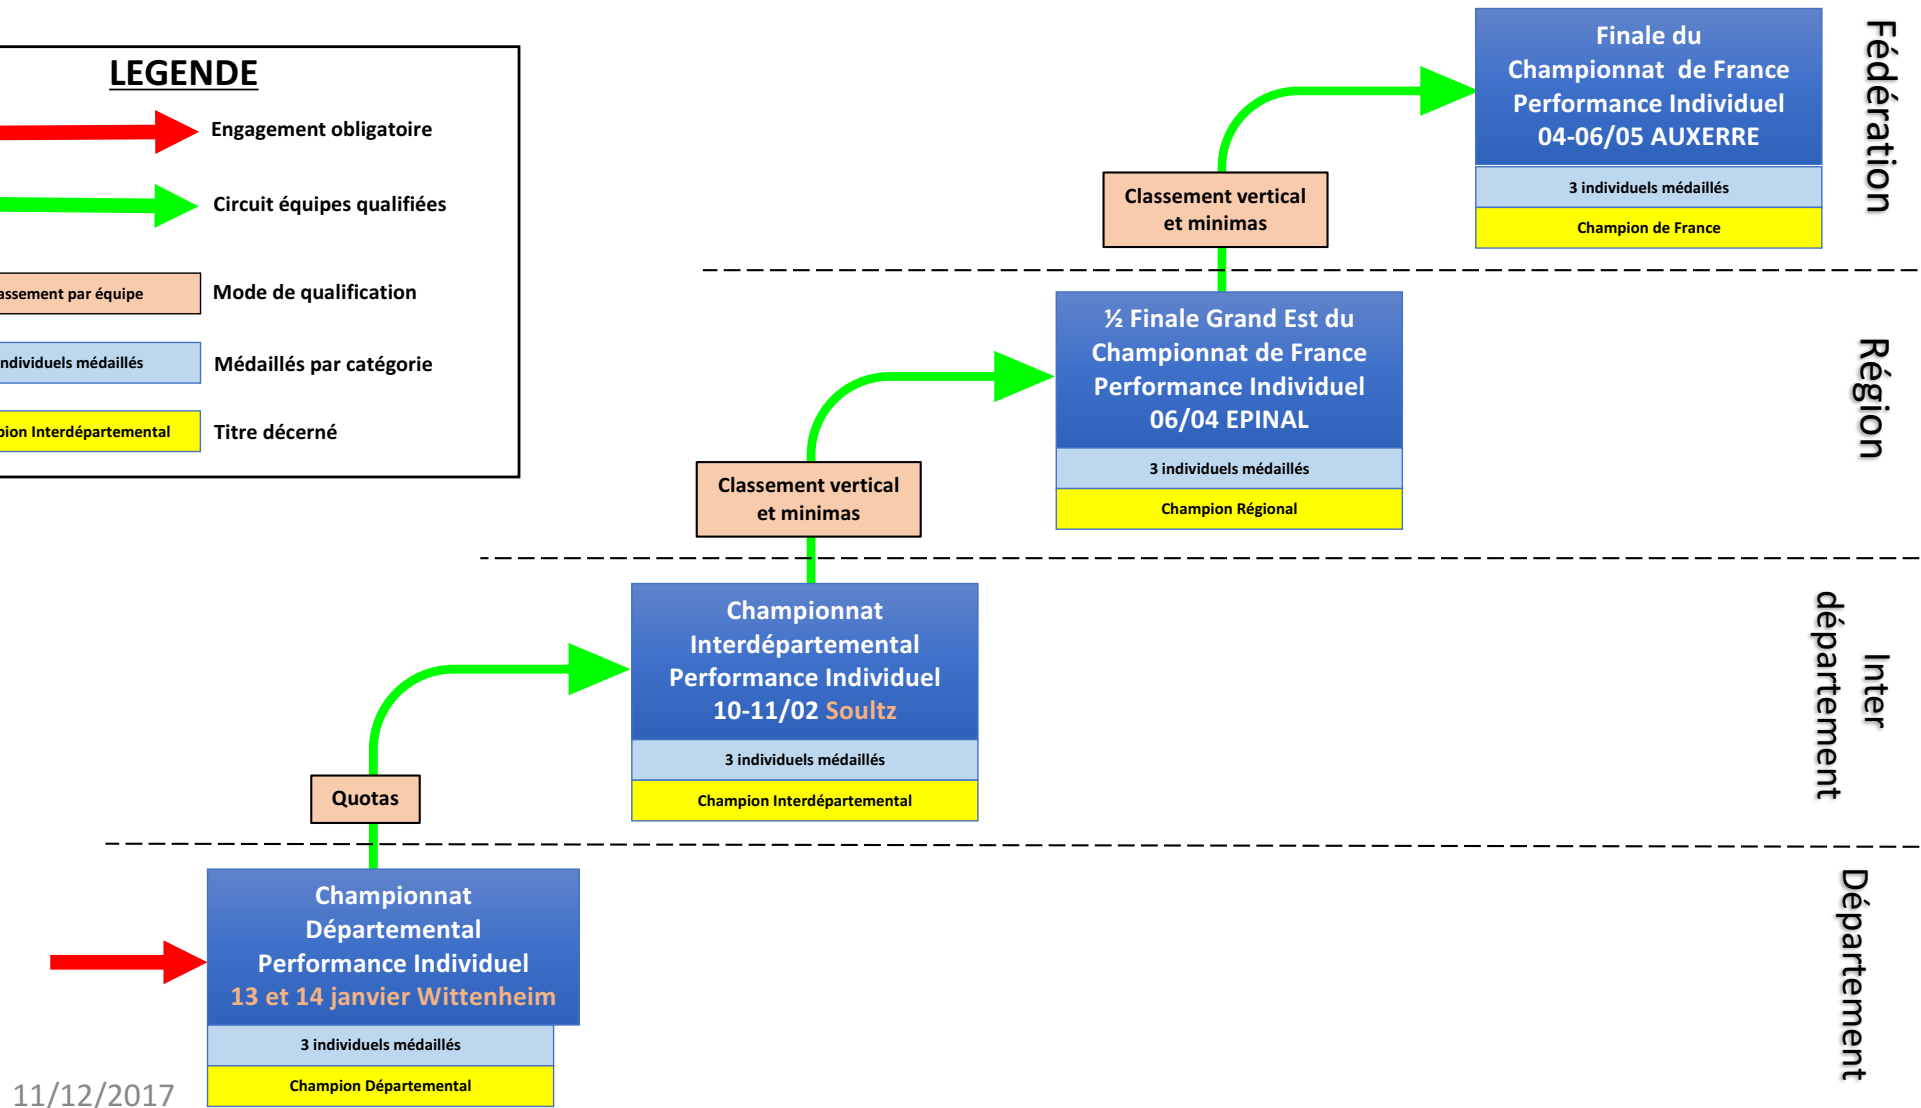 LEGENDE
Engagement obligatoire
Circuit équipes qualifiées
assement par équipe
Mode de qualification
ndividuels médaillés
Médaillés par catégorie
pion Interdépartemental
Titre décerné
Finale du
Championnat de France
Performance Individuel
04-06/05 AUXERRE
3 individuels médaillés
Champion de France
Fédération
Classement vertical
et minimas
½ Finale Grand Est du
Championnat de France
Performance Individuel
06/04 EPINAL
3 individuels médaillés
Champion Régional
Région
Classement vertical
et minimas
Championnat
Interdépartemental
Performance Individuel
10-11/02 Soultz
3 individuels médaillés
Champion Interdépartemental
Inter
département
Quotas
Championnat
Départemental
Performance Individuel
13 et 14 janvier Wittenheim
3 individuels médaillés
Champion Départemental
Département
11/12/2017